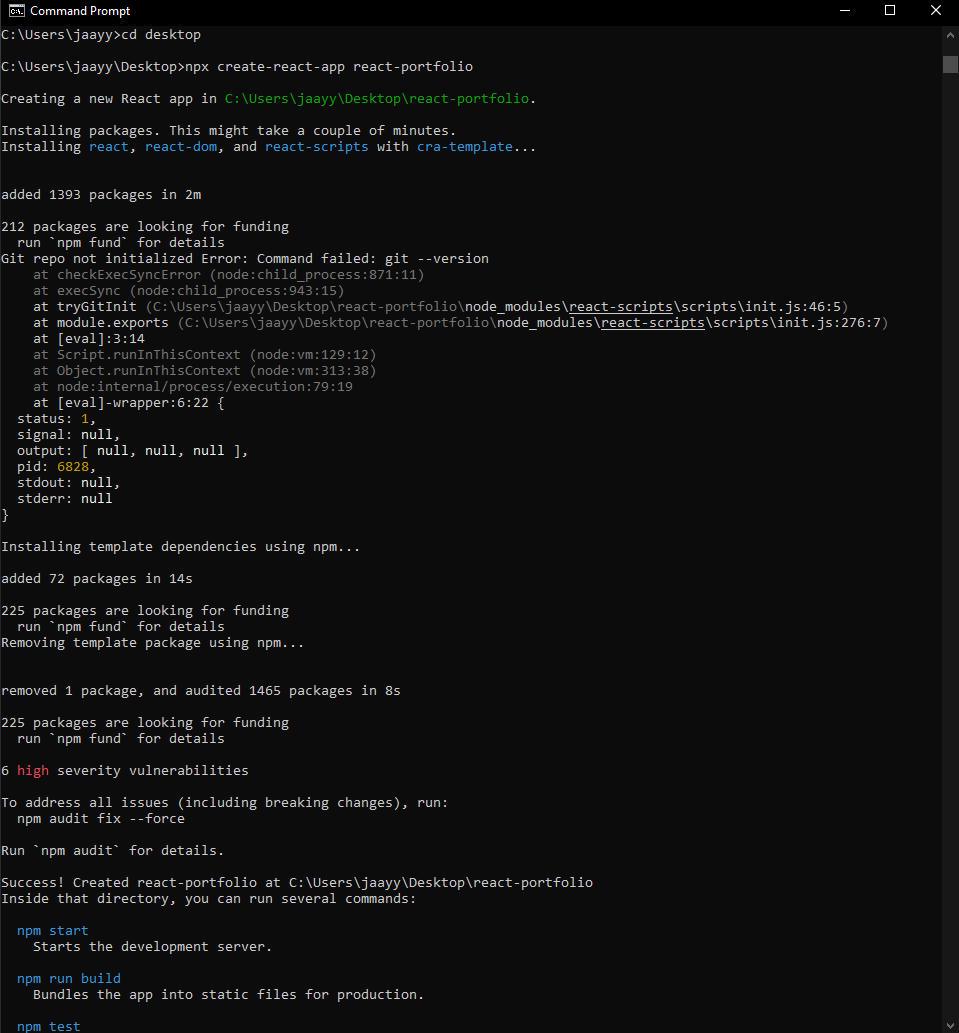 Command Prompt
C:\Users\jaayy>cd desktop
C:\Users\jaayy\Desktop>npx create-react-app react-portfolio
Creating a new React app in C:\Users\jaayy\Desktop\react-portfolio.
Installing packages. This might take a couple of minutes.
Installing react, react-dom, and react-scripts with cra-template...
added 1393 packages in 2m
212 packages are looking for funding
  run `npm fund` for details
Git repo not initialized Error: Command failed: git --version
    at checkExecSyncError (node:child_process:871:11)
    at execSync (node:child_process:943:15)
    at tryGitInit (C:\Users\jaayy\Desktop\react-portfolio\node_modules\react-scripts\scripts\init.js:46:5)
    at module.exports (C:\Users\jaayy\Desktop\react-portfolio\node_modules\react-scripts\scripts\init.js:276:7)
    at [eval]:3:14
    at Script.runInThisContext (node:vm:129:12)
    at Object.runInThisContext (node:vm:313:38)
    at node:internal/process/execution:79:19
    at [eval]-wrapper:6:22 {
  status: 1,
  signal: null,
  output: [ null, null, null ],
  pid: 6828,
  stdout: null,
  stderr: null
}
Installing template dependencies using npm...
added 72 packages in 14s
225 packages are looking for funding
  run `npm fund` for details
Removing template package using npm...
removed 1 package, and audited 1465 packages in 8s
225 packages are looking for funding
  run `npm fund` for details
6 high severity vulnerabilities
To address all issues (including breaking changes), run:
  npm audit fix --force
Run `npm audit` for details.
Success! Created react-portfolio at C:\Users\jaayy\Desktop\react-portfolio
Inside that directory, you can run several commands:
  npm start
    Starts the development server.
  npm run build
    Bundles the app into static files for production.
  npm test